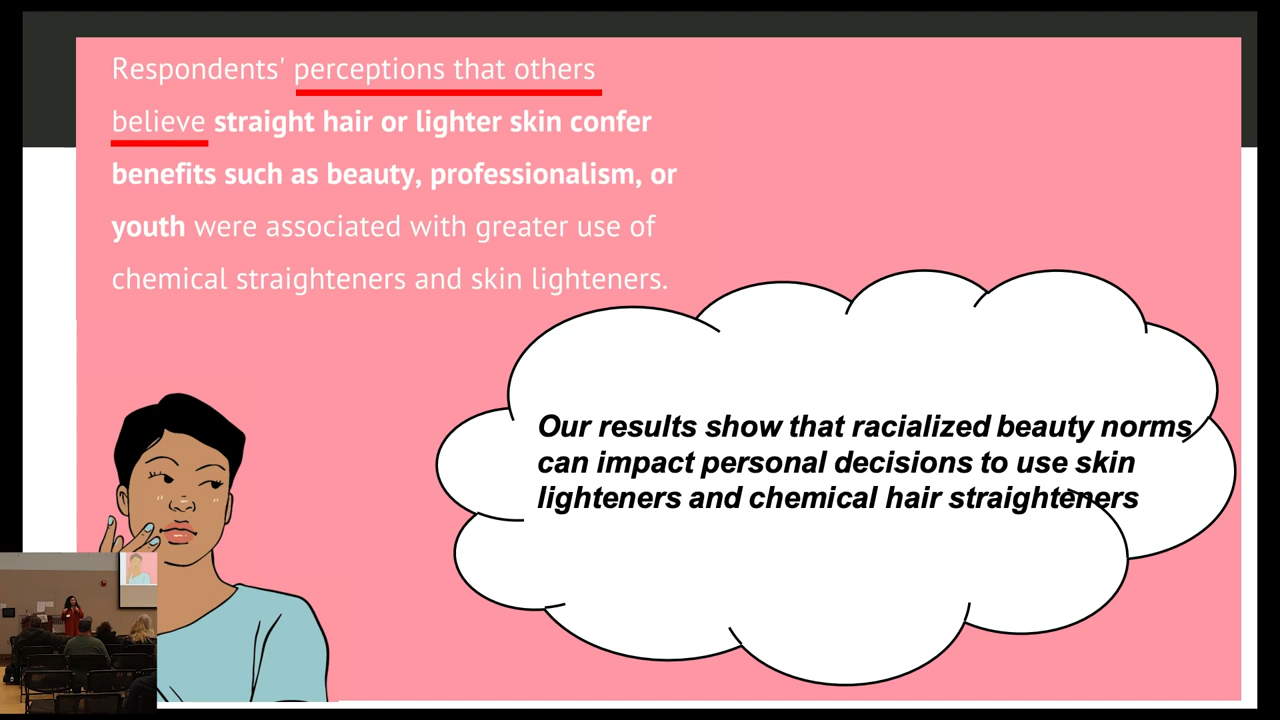 Respondents' perceptions that others
believe straight hair or lighter skin confer
benefits such as beauty, professionalism, or
youth were associated with greater use of
chemical straighteners and skin lighteners.
Our results show that racialized beauty norms
can impact personal decisions to use skin
lighteners and chemical hair straighteners